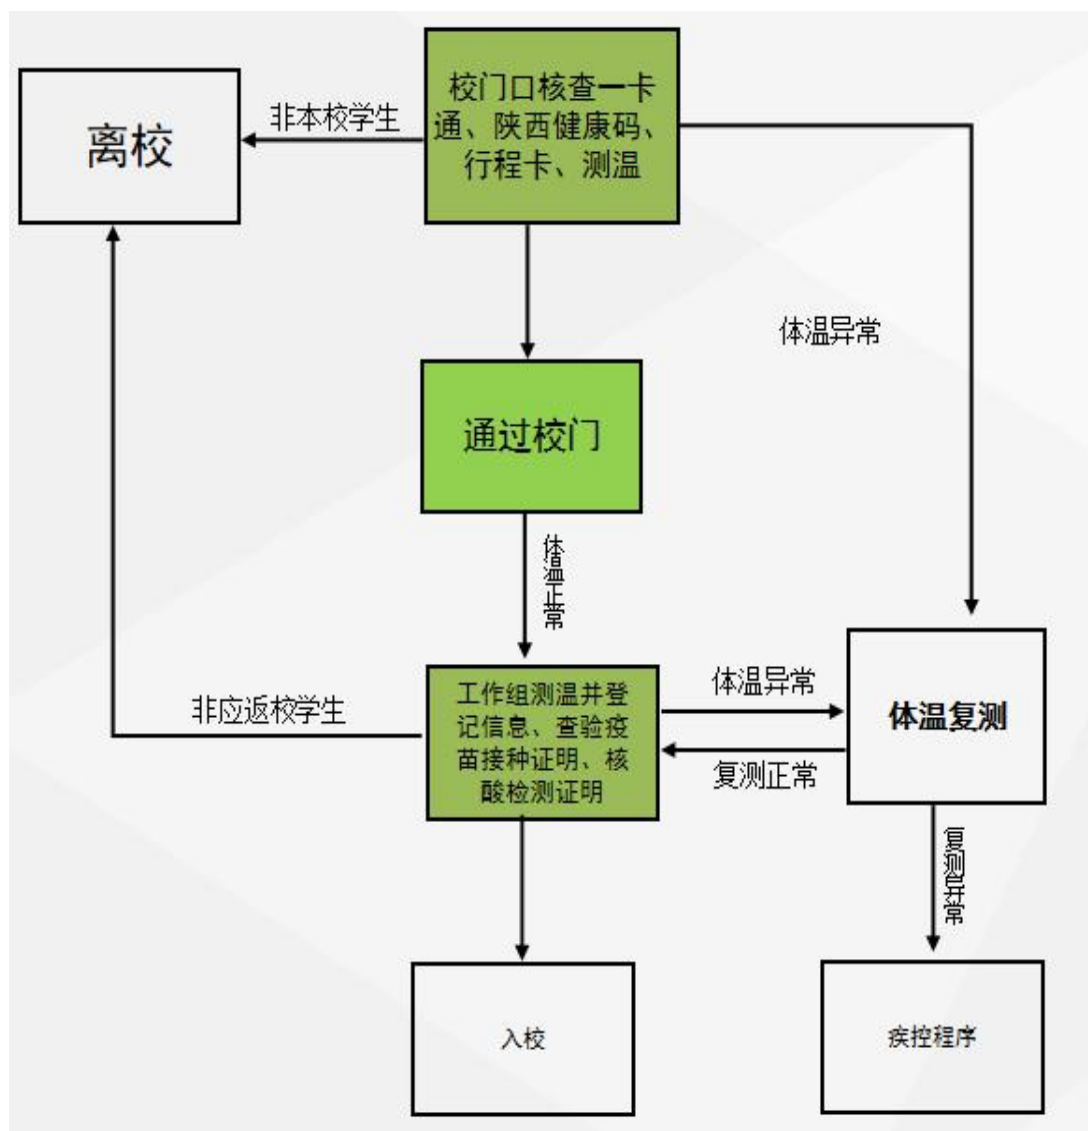 校门口核查一卡
通、陕西健康码、
行程卡、测温
非本校学生
离校
体温异常
通过校门
体温正常
工作组测温并登
记信息、查验疫
苗接种证明、核
酸检测证明
非应返校学生
体温异常
复测正常
体温复测
复测异常
入校
疾控程序